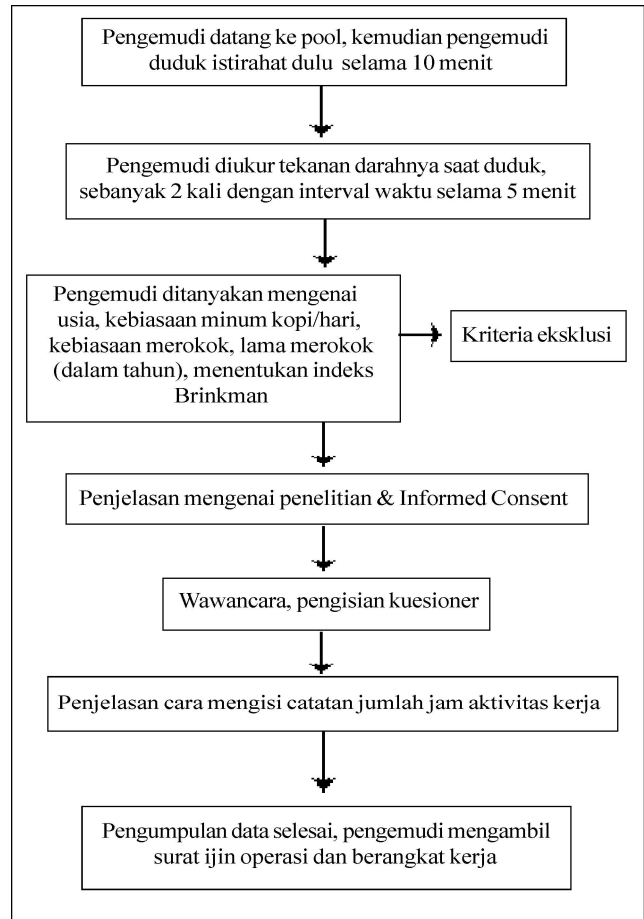 Pengemudi datang ke pool, kemudian pengemudi
duduk istirahat dulu selama 10 menit
Pengemudi diukur tekanan darahnya saat duduk,
sebanyak 2 kali dengan interval waktu selama 5 menit
Pengemudi ditanyakan mengenai
usia, kebiasaan minum kopi/hari,
kebiasaan merokok, lama merokok
(dalam tahun), menentukan indeks
Brinkman
Kriteria eksklusi
Penjelasan mengenai penelitian & Informed Consent
Wawancara, pengisian kuesioner
Penjelasan cara mengisi catatan jumlah jam aktivitas kerja
Pengumpulan data selesai, pengemudi mengambil
surat ijin operasi dan berangkat kerja